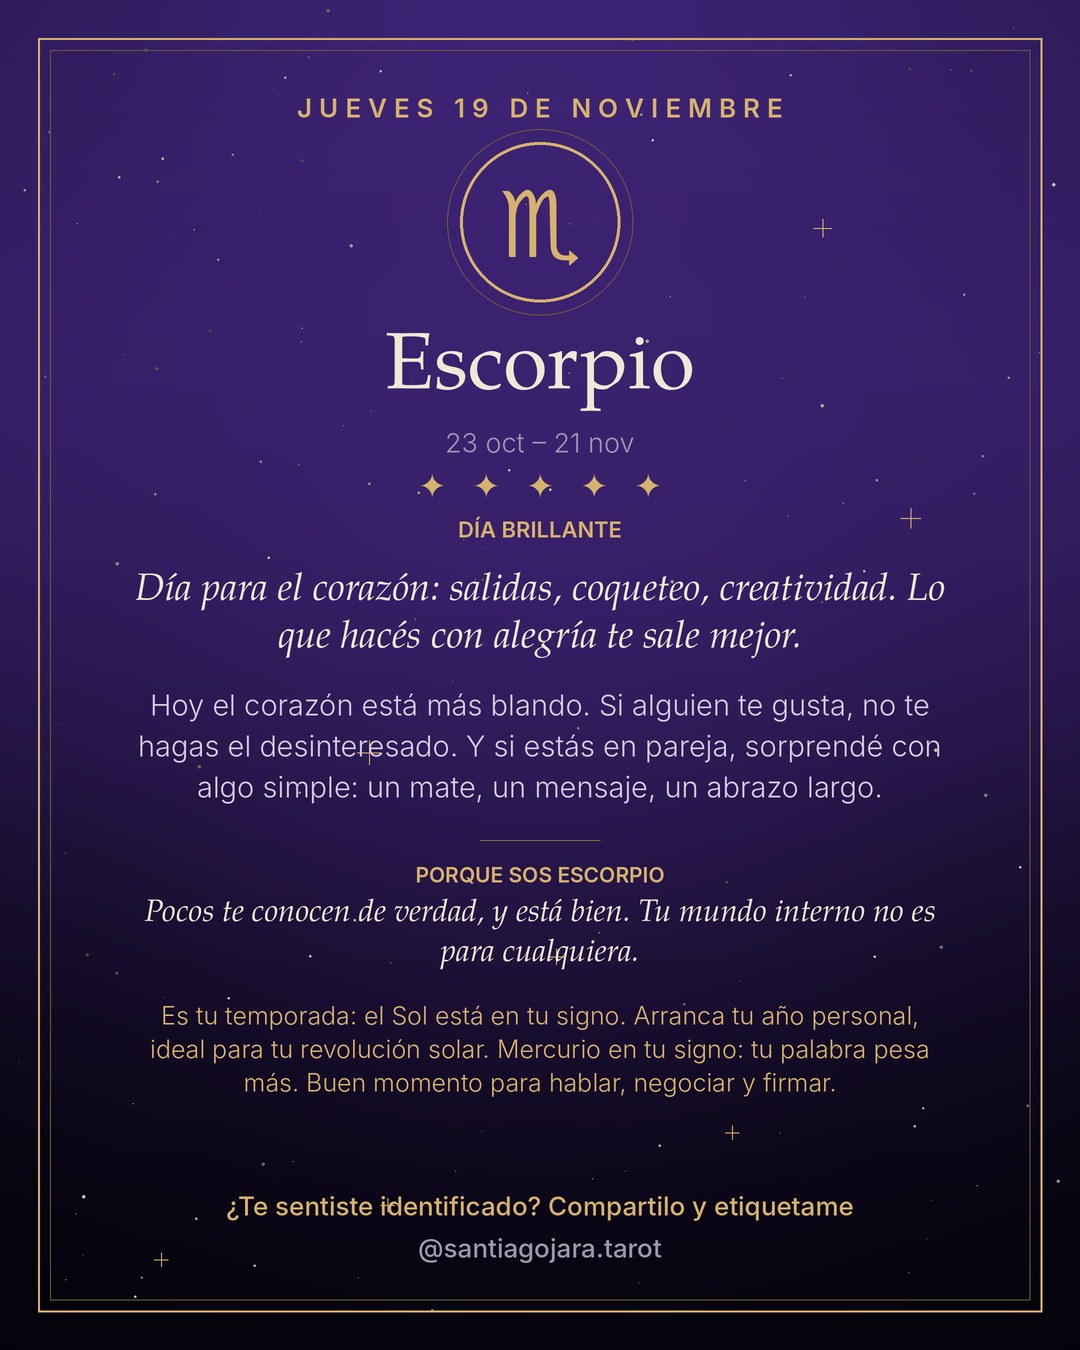 JUEVES 19 DE NOVIEMBRE
♏
Escorpio
23 oct – 21 nov
✦ ✦ ✦ ✦ ✦
DÍA BRILLANTE
Día para el corazón: salidas, coqueteo, creatividad. Lo
que hacés con alegría te sale mejor.
Hoy el corazón está más blando. Si alguien te gusta, no te
hagas el desinteresado. Y si estás en pareja, sorprendé con
algo simple: un mate, un mensaje, un abrazo largo.
PORQUE SOS ESCORPIO
Pocos te conocen de verdad, y está bien. Tu mundo interno no es
para cualquiera.
Es tu temporada: el Sol está en tu signo. Arranca tu año personal,
ideal para tu revolución solar. Mercurio en tu signo: tu palabra pesa
más. Buen momento para hablar, negociar y firmar.
¿Te sentiste identificado? Compartilo y etiquetame
@santiagojara.tarot